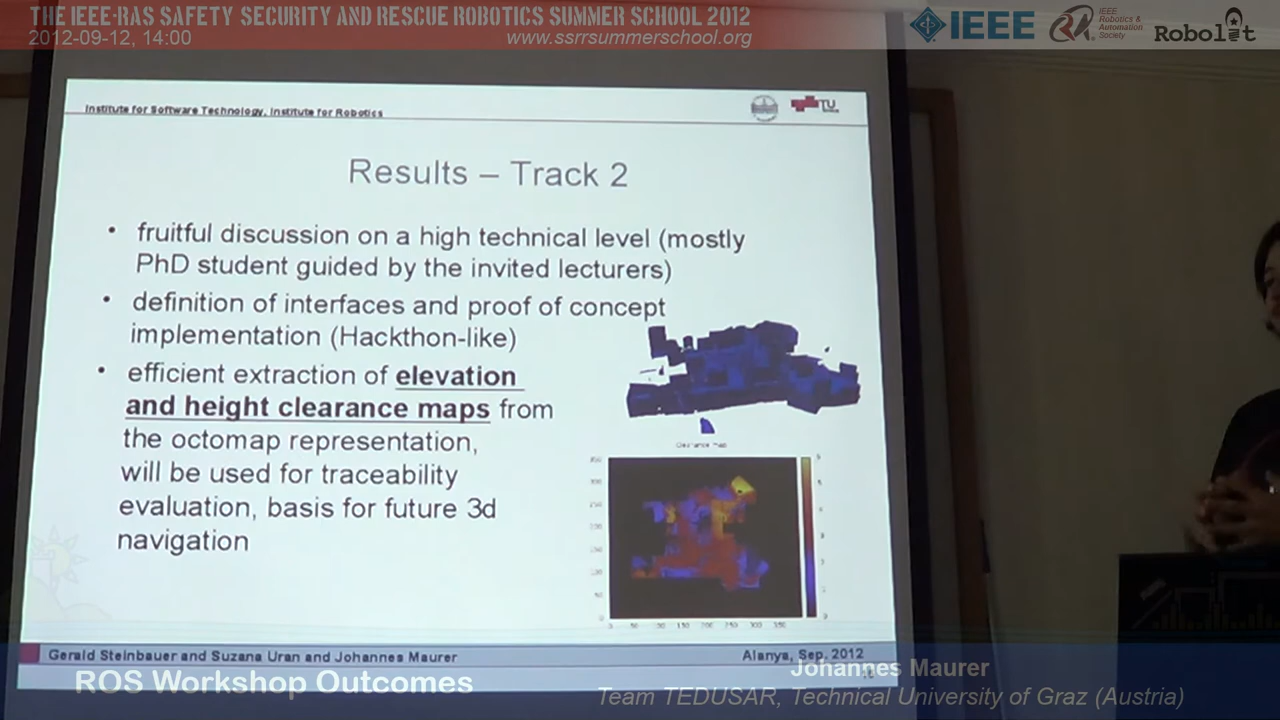 THE IEEE-RAS SAFETY SECURITY AND RESCUE ROBOTICS SUMMER SCHOOL 2012
2012-09-12, 14:00
www.ssrrsummerschool.org
IEEE
IEEE
Robotics &
Automation
Society
Robolit
Institute for Software Technology, Institute for Robotics
TU
Results – Track 2
• fruitful discussion on a high technical level (mostly
PhD student guided by the invited lecturers)
• definition of interfaces and proof of concept
implementation (Hackthon-like)
• efficient extraction of elevation
and height clearance maps from
the octomap representation,
will be used for traceability
evaluation, basis for future 3d
navigation
Gerald Steinbauer and Suzana Uran and Johannes Maurer
Alanya, Sep. 2012
ROS Workshop Outcomes
Johannes Maurer
Team TEDUSAR, Technical University of Graz (Austria)